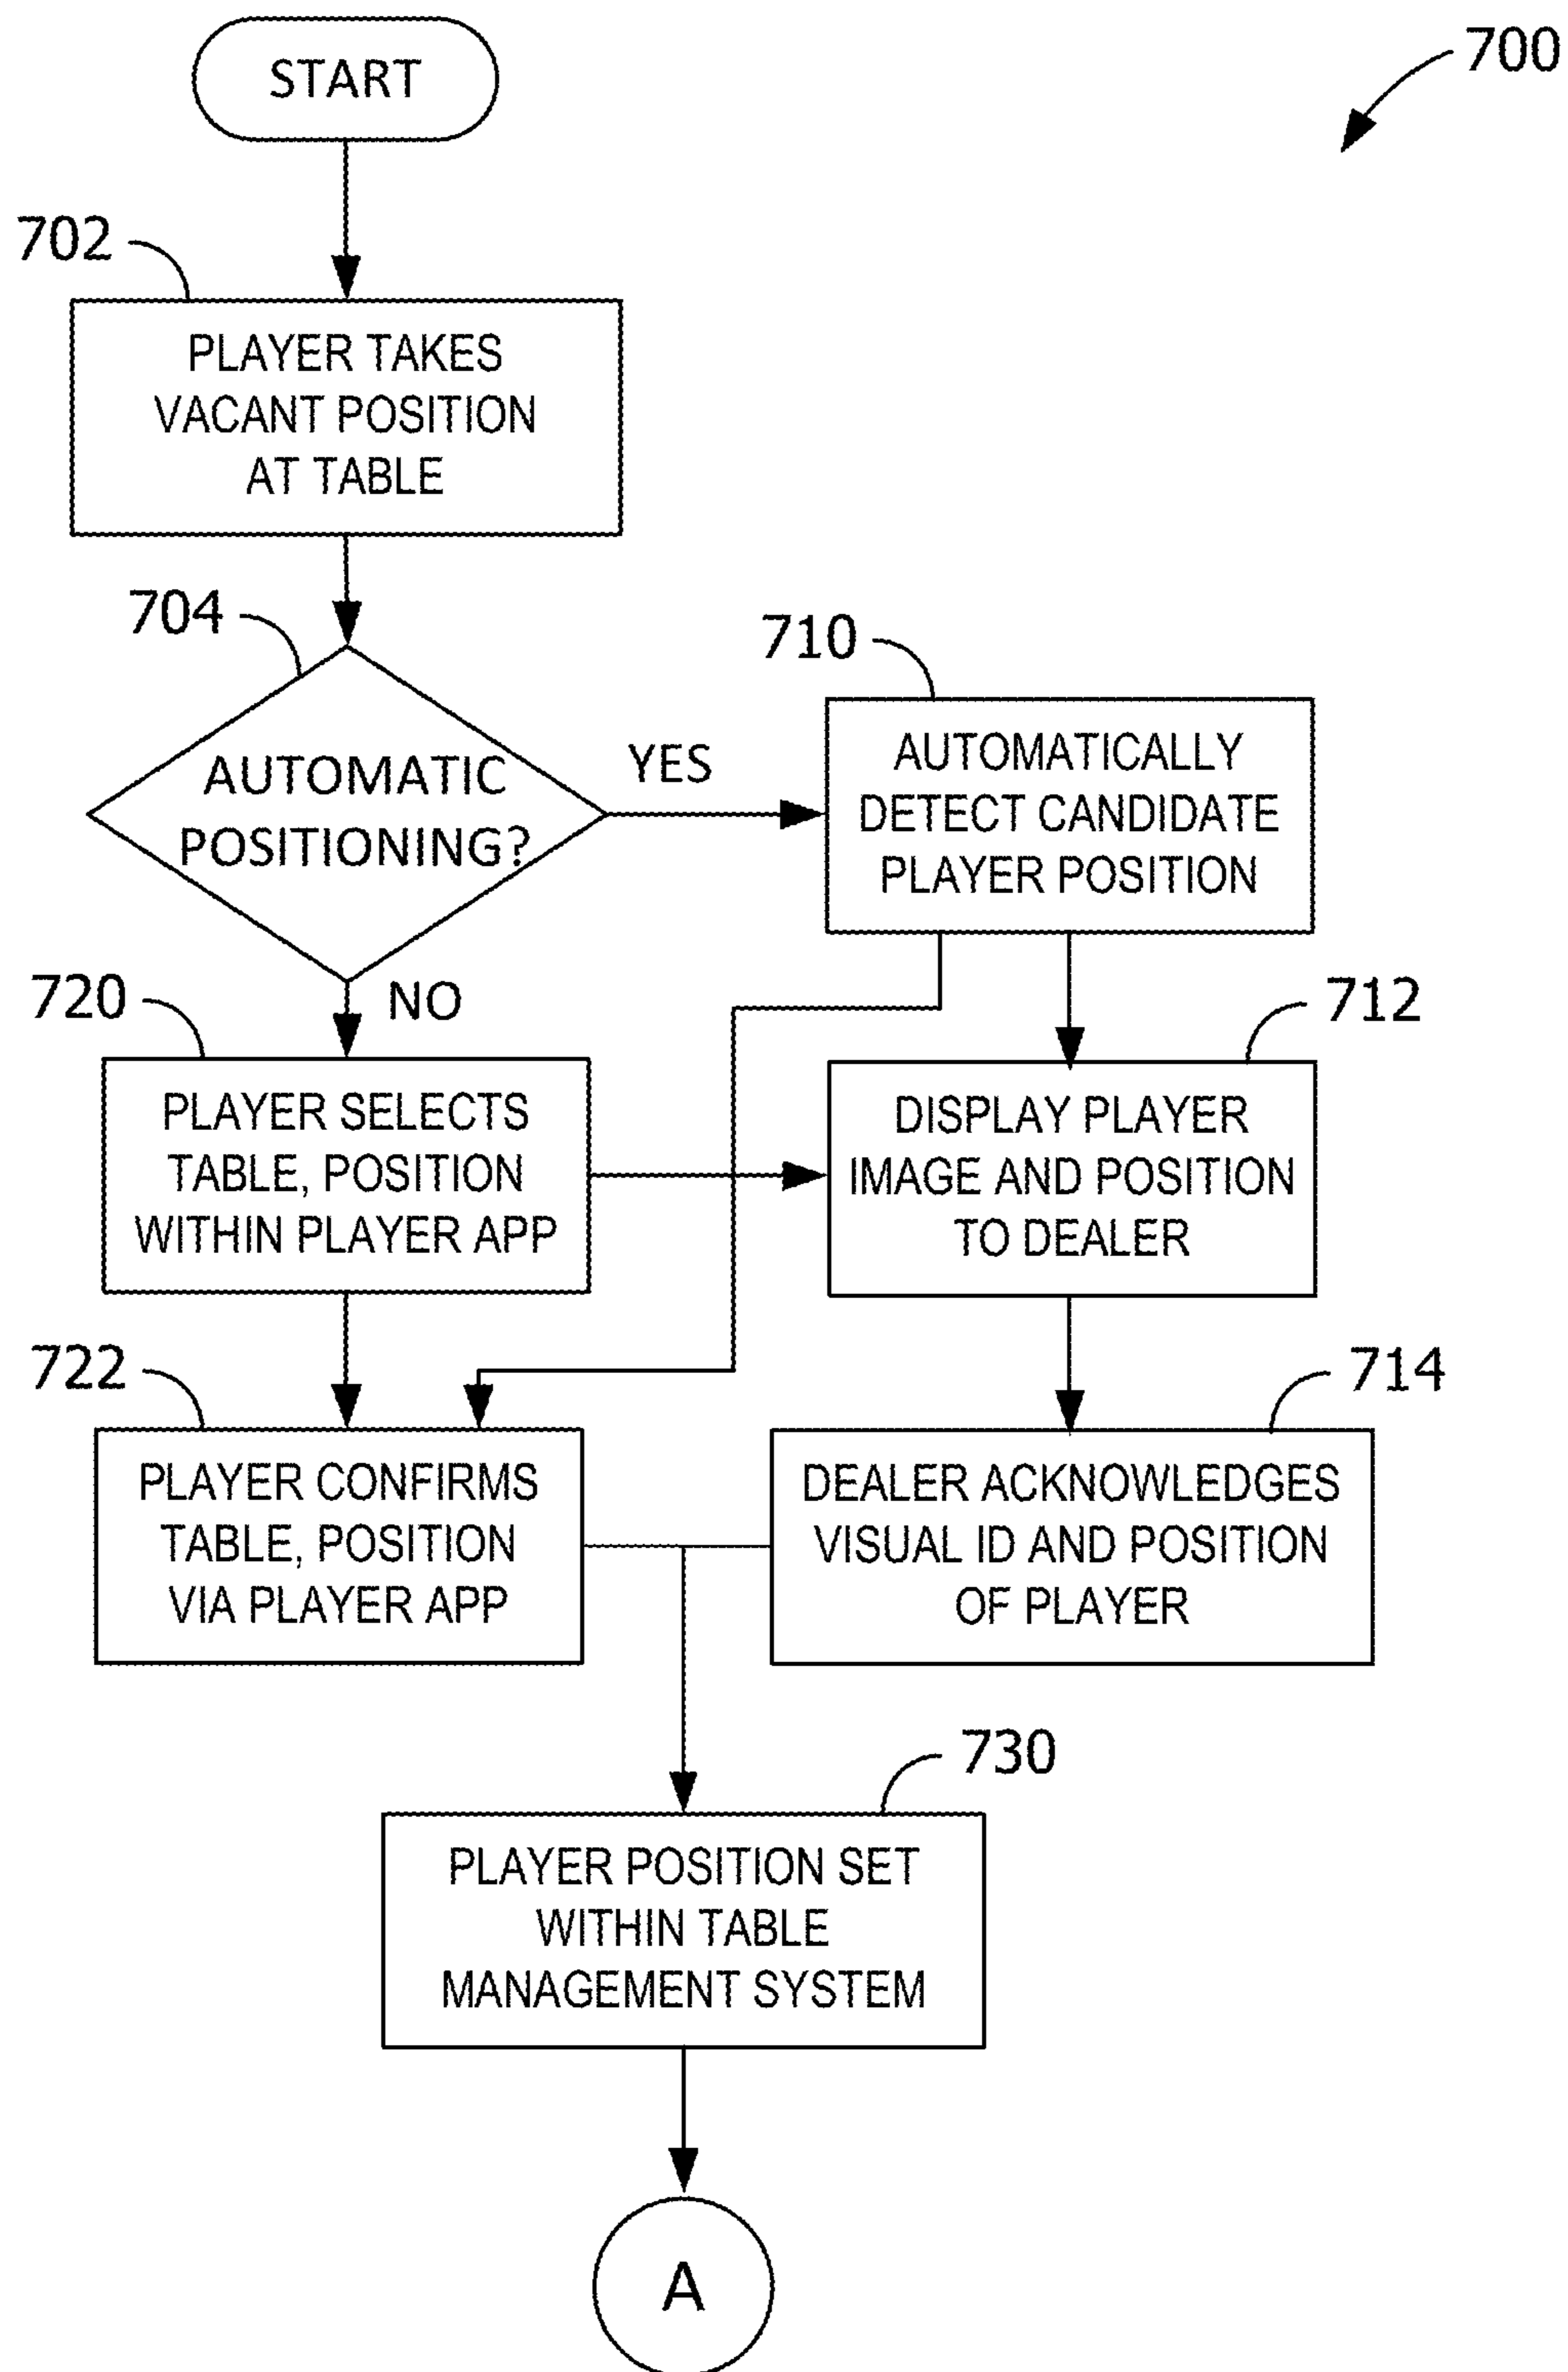 START
700
702
PLAYER TAKES
VACANT POSITION
AT TABLE
704
AUTOMATIC
POSITIONING?
YES
NO
710
AUTOMATICALLY
DETECT CANDIDATE
PLAYER POSITION
720
PLAYER SELECTS
TABLE, POSITION
WITHIN PLAYER APP
712
DISPLAY PLAYER
IMAGE AND POSITION
TO DEALER
722
PLAYER CONFIRMS
TABLE, POSITION
VIA PLAYER APP
714
DEALER ACKNOWLEDGES
VISUAL ID AND POSITION
OF PLAYER
730
PLAYER POSITION SET
WITHIN TABLE
MANAGEMENT SYSTEM
A